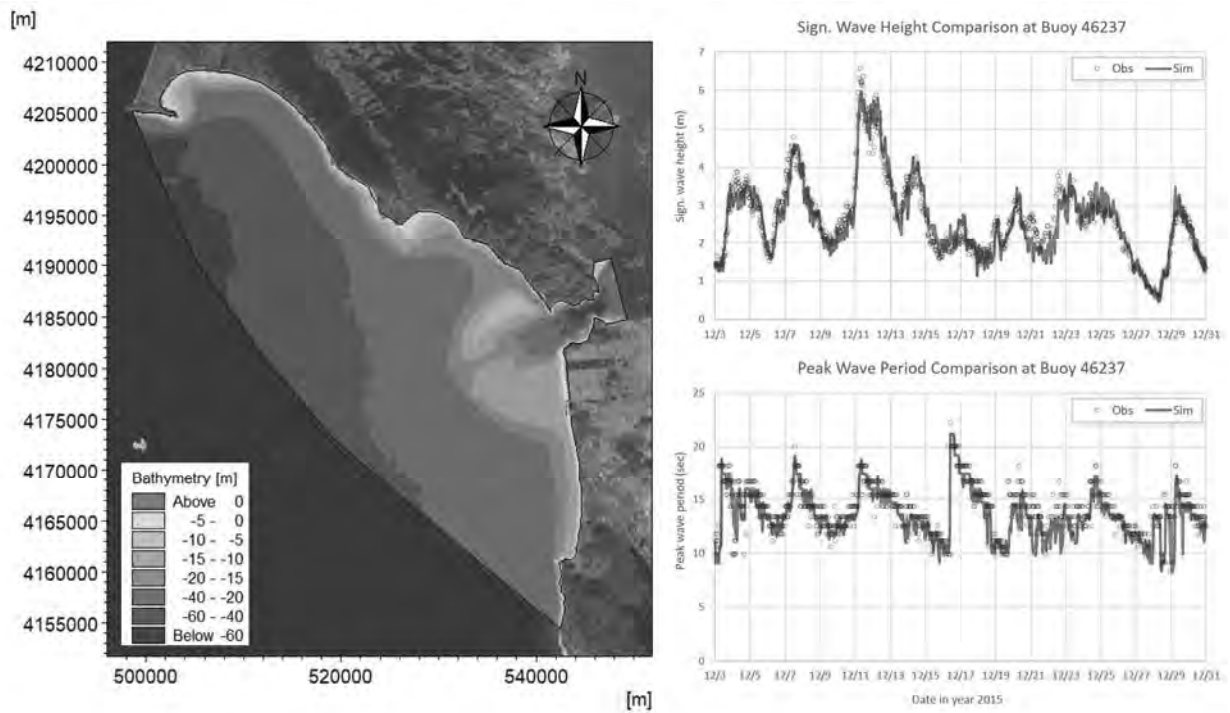 [m]
4210000
4205000
4200000
4195000
4190000
4185000
4180000
4175000
4170000
4165000
4160000
4155000
N
Bathymetry [m]
Above 0
-5 - 0
-10 - -5
-15 - -10
-20 - -15
-40 - -20
-60 - -40
Below -60
500000 520000 540000
[m]
Sign. Wave Height Comparison at Buoy 46237
Obs Sim
Sign. wave height (m)
7
6
5
4
3
2
1
0
12/3 12/5 12/7 12/9 12/11 12/13 12/15 12/17 12/19 12/21 12/23 12/25 12/27 12/29 12/31
Peak Wave Period Comparison at Buoy 46237
Obs Sim
Peak wave period (sec)
25
20
15
10
5
0
12/3 12/5 12/7 12/9 12/11 12/13 12/15 12/17 12/19 12/21 12/23 12/25 12/27 12/29 12/31
Date in year 2015